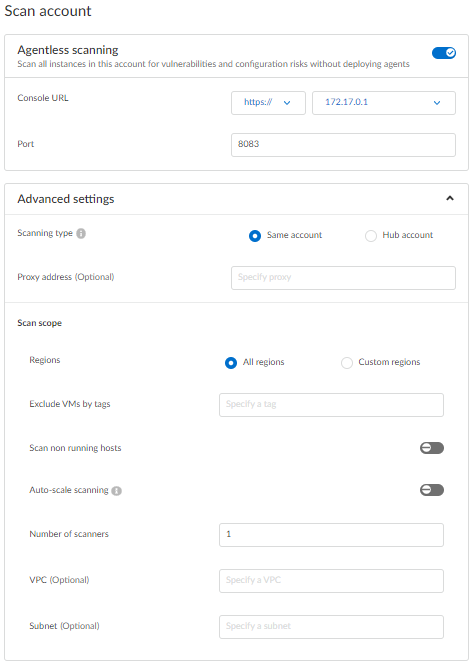 Scan account
Agentless scanning
Scan all instances in this account for vulnerabilities and configuration risks without deploying agents
Console URL
https://
172.17.0.1
Port
8083
Advanced settings
Scanning type
Same account
Hub account
Proxy address (Optional)
Specify proxy
Scan scope
Regions
All regions
Custom regions
Exclude VMs by tags
Specify a tag
Scan non running hosts
Auto-scale scanning
Number of scanners
1
VPC (Optional)
Specify a VPC
Subnet (Optional)
Specify a subnet